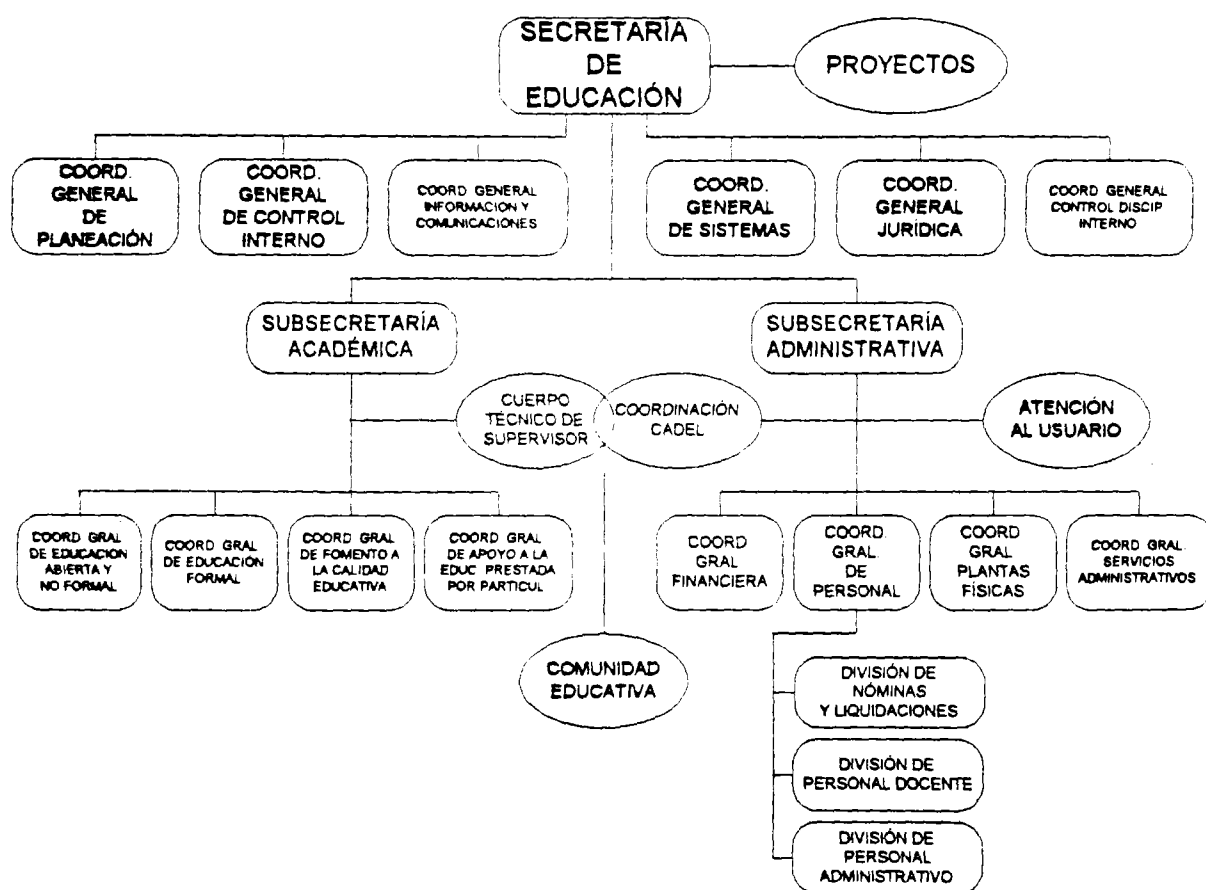 SECRETARÍA
DE
EDUCACIÓN
PROYECTOS
COORD.
GENERAL
DE
PLANEACIÓN
COORD.
GENERAL
DE CONTROL
INTERNO
COORD GENERAL
INFORMACION Y
COMUNICACIONES
COORD.
GENERAL
DE SISTEMAS
COORD.
GENERAL
JURÍDICA
COORD GENERAL
CONTROL DISCIP
INTERNO
SUBSECRETARÍA
ACADÉMICA
SUBSECRETARÍA
ADMINISTRATIVA
CUERPO
TÉCNICO DE
SUPERVISOR
COORDINACIÓN
CADEL
ATENCIÓN
AL USUARIO
COORD GRAL
DE EDUCACION
ABIERTA Y
NO FORMAL
COORD GRAL
DE EDUCACIÓN
FORMAL
COORD GRAL
DE FOMENTO A
LA CALIDAD
EDUCATIVA
COORD GRAL
DE APOYO A LA
EDUC PRESTADA
POR PARTICUL
COORD
GRAL
FINANCIERA
COORD.
GRAL
DE
PERSONAL
COORD
GRAL
PLANTAS
FÍSICAS
COORD GRAL.
SERVICIOS
ADMINISTRATIVOS
COMUNIDAD
EDUCATIVA
DIVISIÓN DE
NÓMINAS
Y LIQUIDACIONES
DIVISIÓN DE
PERSONAL DOCENTE
DIVISIÓN DE
PERSONAL
ADMINISTRATIVO